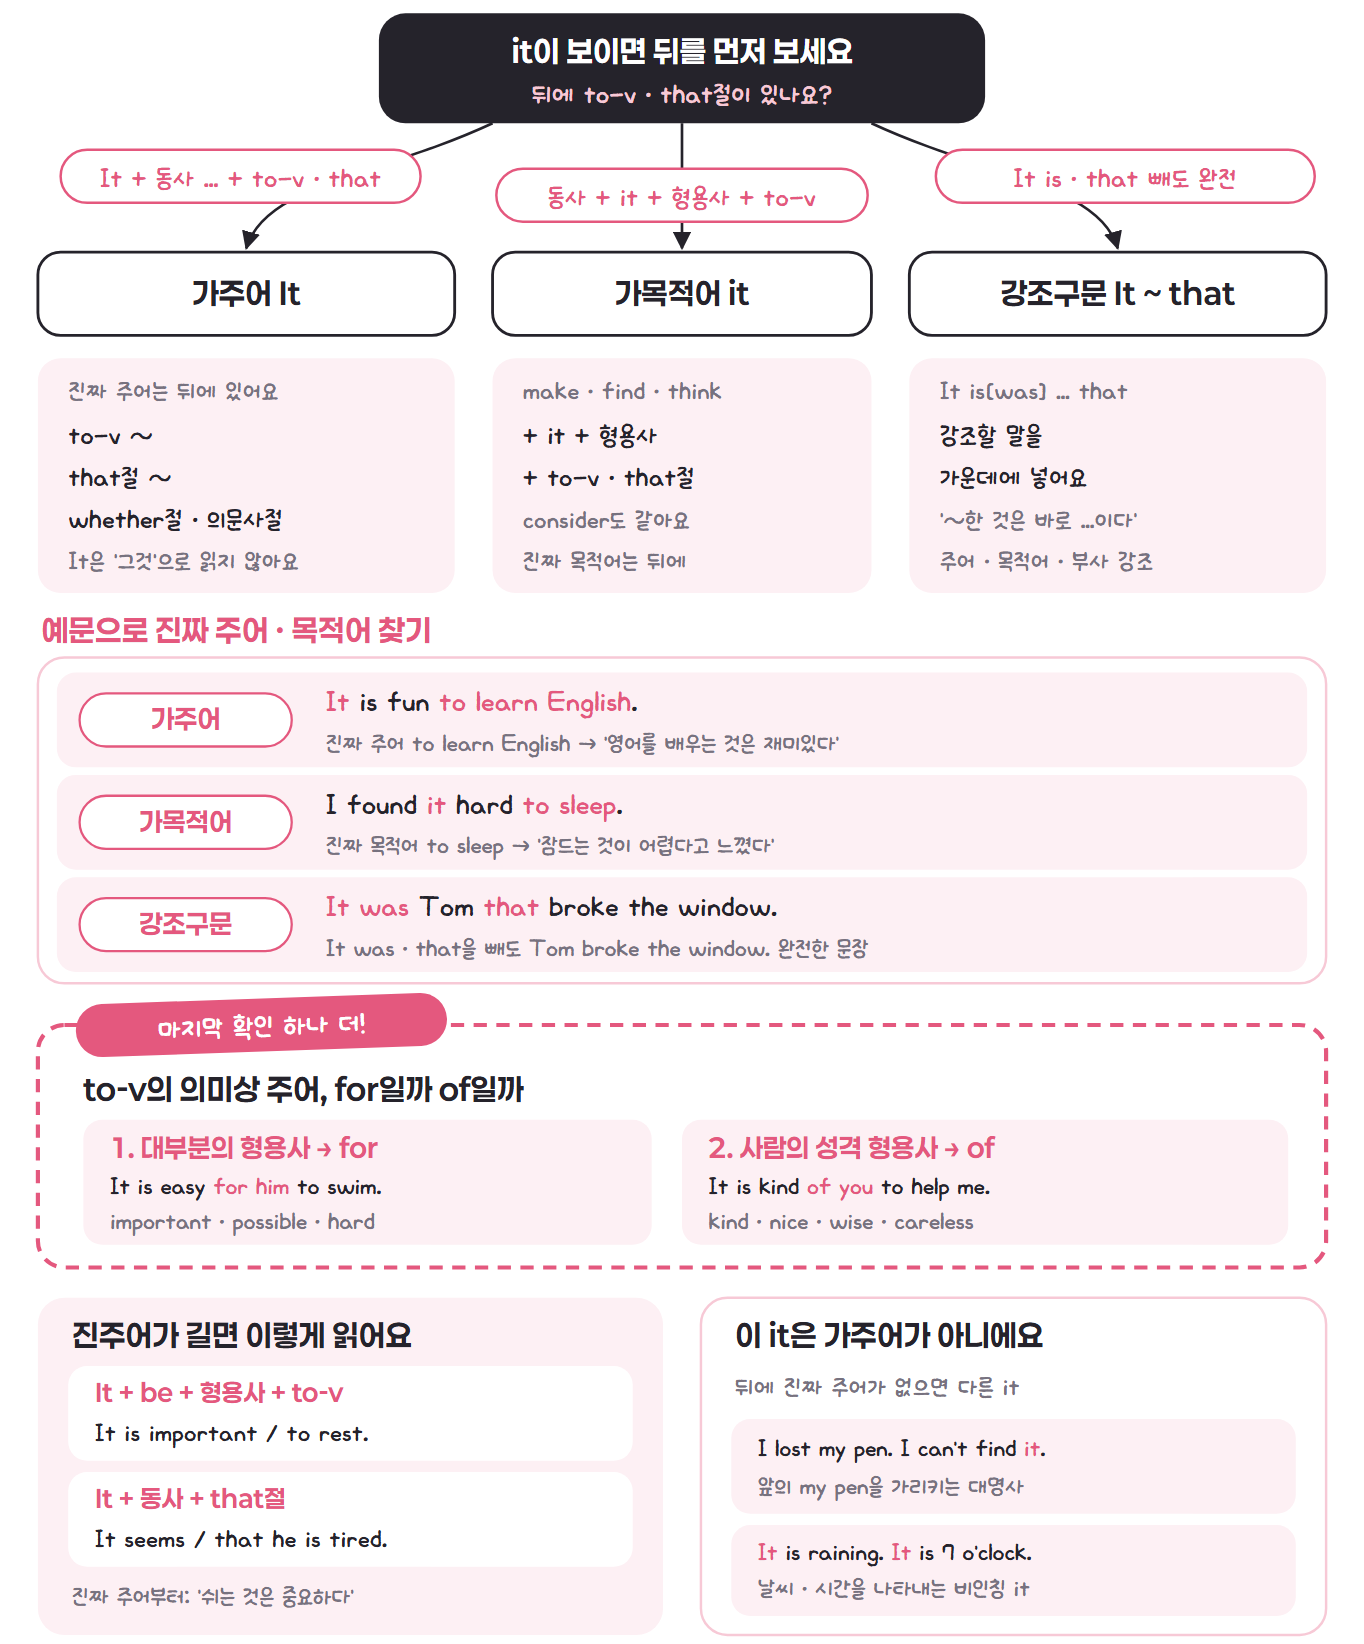 it이 보이면 뒤를 먼저 보세요
뒤에 to-v · that절이 있나요?
It + 동사 ... + to-v · that
동사 + it + 형용사 + to-v
It is · that 빼도 완전
가주어 It
가목적어 it
강조구문 It ~ that
진짜 주어는 뒤에 있어요
to-v ~
that절 ~
whether절 · 의문사절
It은 '그것'으로 읽지 않아요
make · find · think
+ it + 형용사
+ to-v · that절
consider도 같아요
진짜 목적어는 뒤에
It is[was] ... that
강조할 말을
가운데에 넣어요
'~한 것은 바로 ...이다'
주어 · 목적어 · 부사 강조
예문으로 진짜 주어 · 목적어 찾기
가주어
It is fun to learn English.
진짜 주어 to learn English → '영어를 배우는 것은 재미있다'
가목적어
I found it hard to sleep.
진짜 목적어 to sleep → '잠드는 것이 어렵다고 느꼈다'
강조구문
It was Tom that broke the window.
It was · that을 빼도 Tom broke the window. 완전한 문장
마지막 확인 하나 더!
to-v의 의미상 주어, for일까 of일까
1. 대부분의 형용사 → for
It is easy for him to swim.
important · possible · hard
2. 사람의 성격 형용사 → of
It is kind of you to help me.
kind · nice · wise · careless
진주어가 길면 이렇게 읽어요
It + be + 형용사 + to-v
It is important / to rest.
It + 동사 + that절
It seems / that he is tired.
진짜 주어부터: '쉬는 것은 중요하다'
이 it은 가주어가 아니에요
뒤에 진짜 주어가 없으면 다른 it
I lost my pen. I can't find it.
앞의 my pen을 가리키는 대명사
It is raining. It is 7 o'clock.
날씨 · 시간을 나타내는 비인칭 it